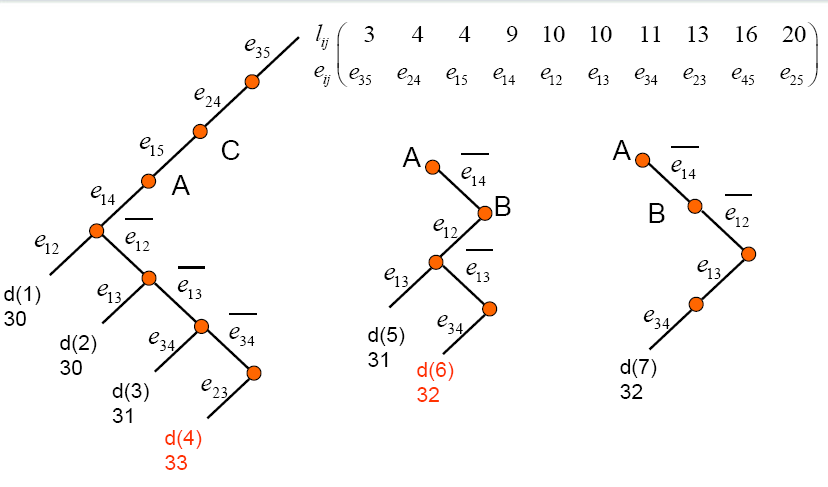 l_ij ( 3 4 4 9 10 10 11 13 16 20 )
e_ij ( e_35 e_24 e_15 e_14 e_12 e_13 e_34 e_23 e_45 e_25 )
e_35
e_24
C
e_15
A
e_14
e_12 e̅_12
d(1)
30
e_13 e̅_13
d(2)
30
e_34 e̅_34
d(3)
31
e_23
d(4)
33
A e̅_14
B
e_12
e_13 e̅_13
d(5)
31
e_34
d(6)
32
A e̅_14
B e̅_12
e_13
e_34
d(7)
32